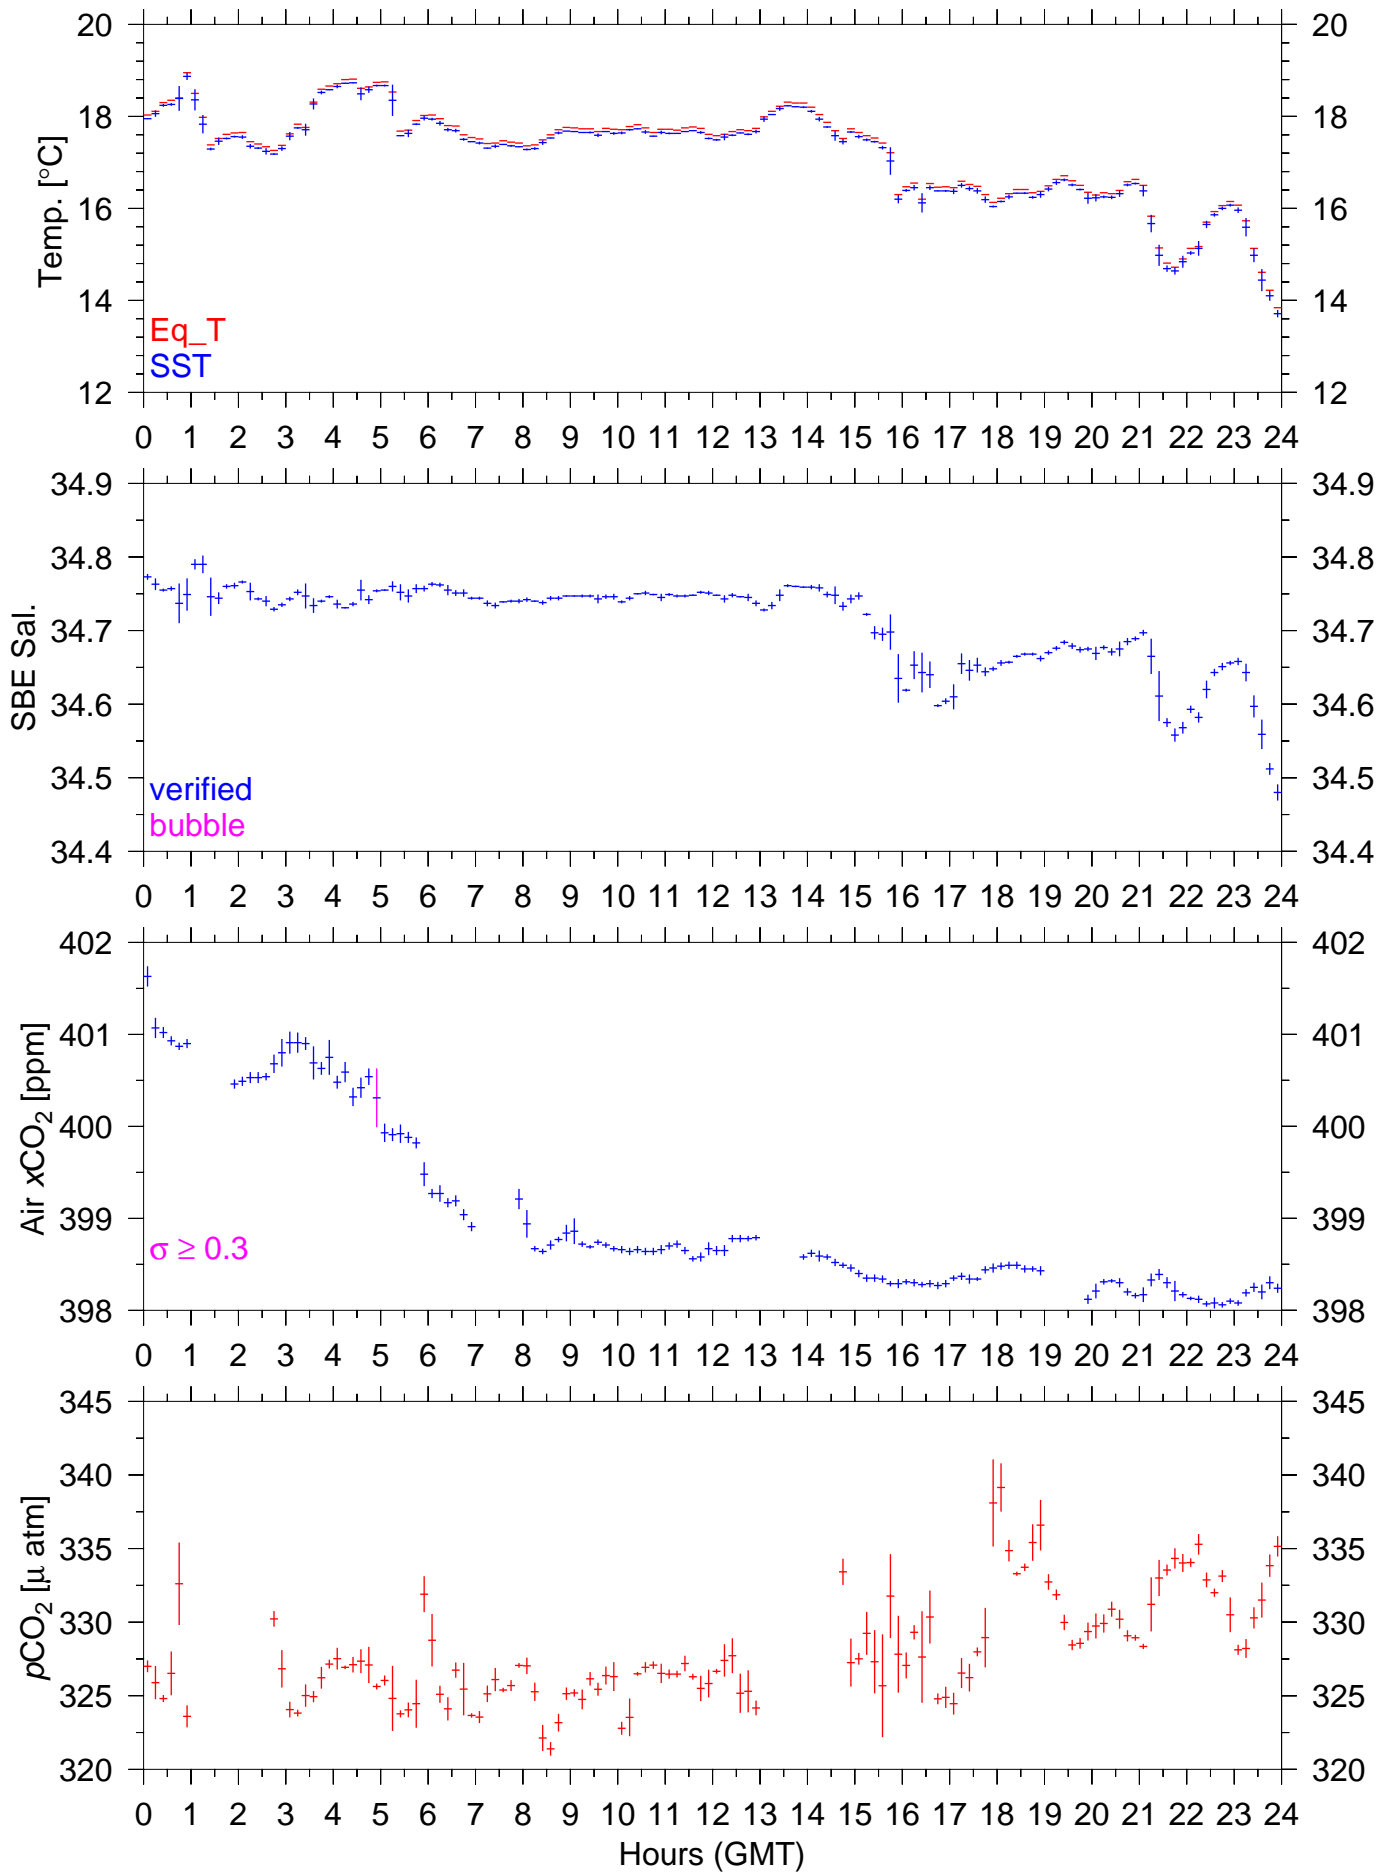 20 20
18 18
16 16
14 14
12 12
Temp. [°C]
Eq_T
SST
0 1 2 3 4 5 6 7 8 9 10 11 12 13 14 15 16 17 18 19 20 21 22 23 24
34.9 34.9
34.8 34.8
34.7 34.7
34.6 34.6
34.5 34.5
34.4 34.4
SBE Sal.
verified
bubble
0 1 2 3 4 5 6 7 8 9 10 11 12 13 14 15 16 17 18 19 20 21 22 23 24
402 402
401 401
400 400
399 399
398 398
Air xCO₂ [ppm]
σ ≥ 0.3
0 1 2 3 4 5 6 7 8 9 10 11 12 13 14 15 16 17 18 19 20 21 22 23 24
345 345
340 340
335 335
330 330
325 325
320 320
pCO₂ [μ atm]
0 1 2 3 4 5 6 7 8 9 10 11 12 13 14 15 16 17 18 19 20 21 22 23 24
Hours (GMT)